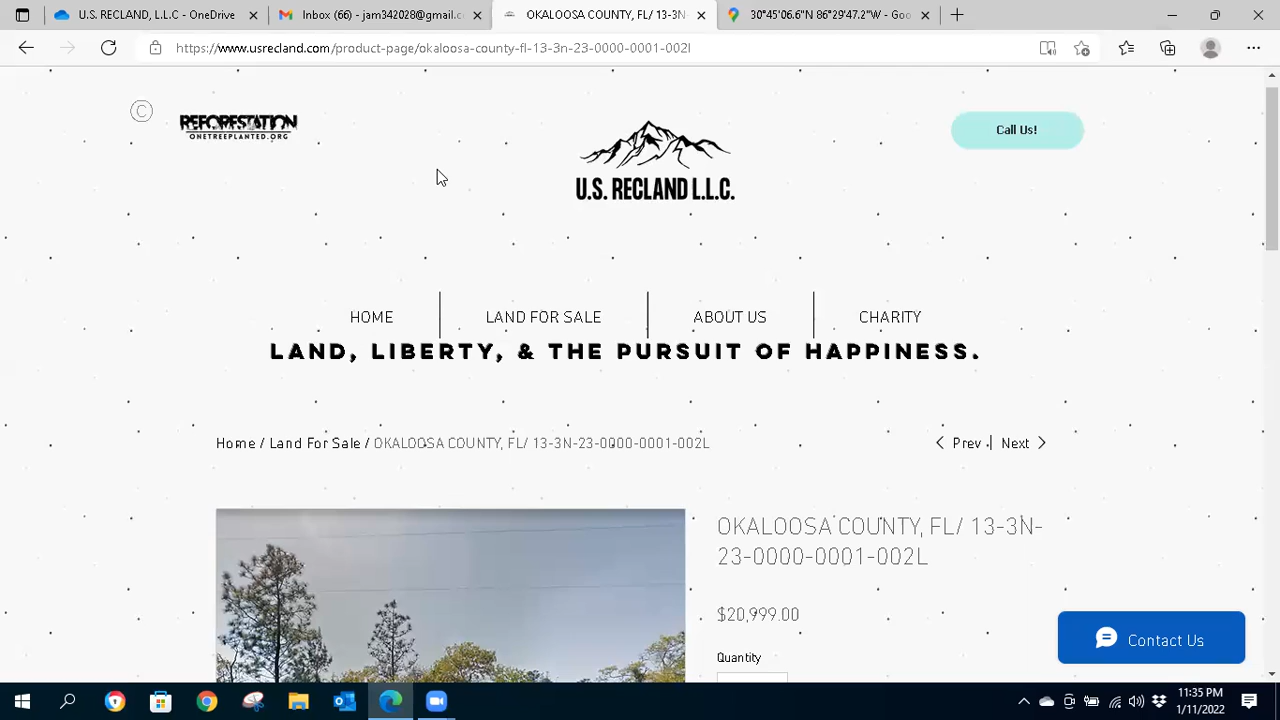 U.S. RECLAND, L.L.C - OneDrive
Inbox (66) - jam342028@gmail.c
OKALOOSA COUNTY, FL/ 13-3N-
30°45'06.6"N 86°29'47.2"W - Goo
https://www.usrecland.com/product-page/okaloosa-county-fl-13-3n-23-0000-0001-002l
©
REFORESTATION
ONETREEPLANTED.ORG
U.S. RECLAND L.L.C.
Call Us!
HOME
LAND FOR SALE
ABOUT US
CHARITY
LAND, LIBERTY, & THE PURSUIT OF HAPPINESS.
Home / Land For Sale / OKALOOSA COUNTY, FL/ 13-3N-23-0000-0001-002L
Prev | Next
OKALOOSA COUNTY, FL/ 13-3N-
23-0000-0001-002L
$20,999.00
Quantity
Contact Us
11:35 PM
1/11/2022